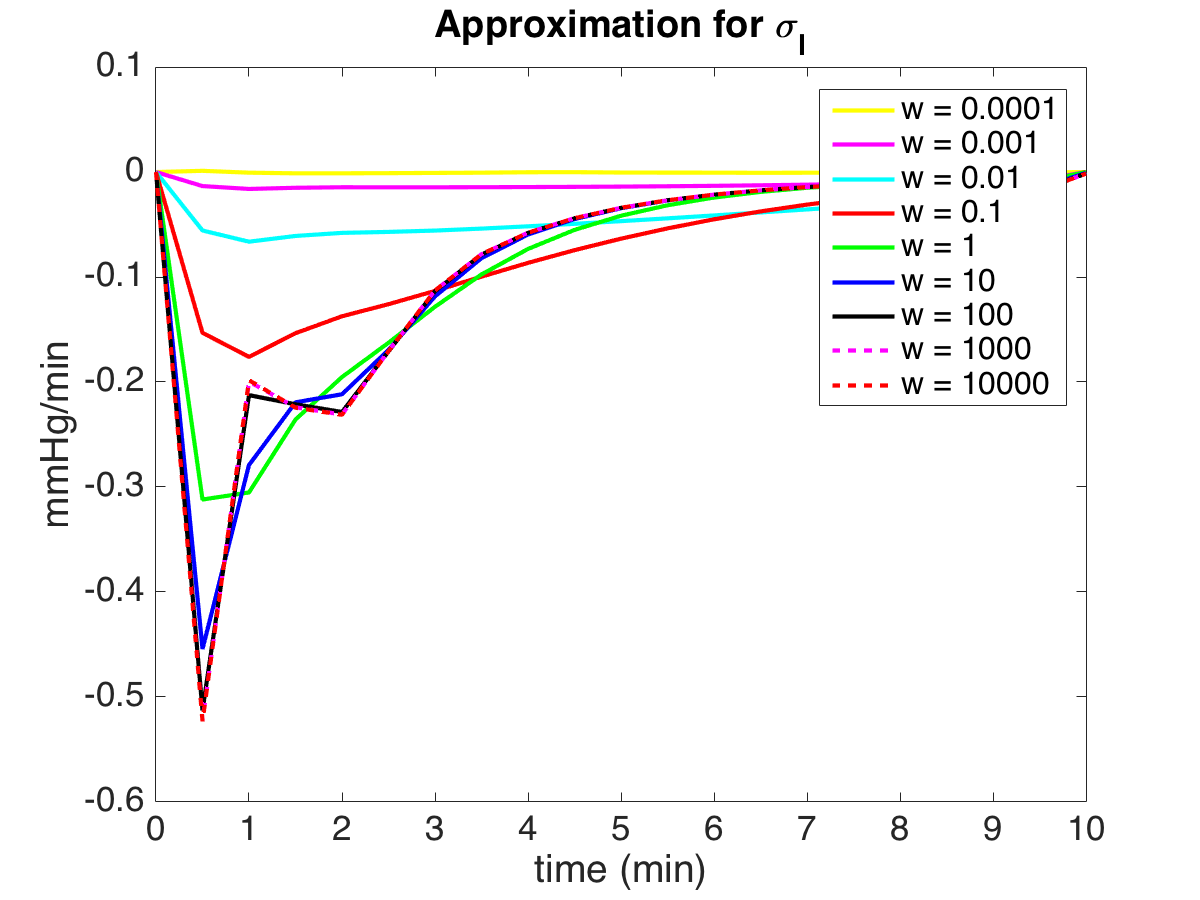 Approximation for σI
mmHg/min
0.1
0
-0.1
-0.2
-0.3
-0.4
-0.5
-0.6
w = 0.0001
w = 0.001
w = 0.01
w = 0.1
w = 1
w = 10
w = 100
w = 1000
w = 10000
0 1 2 3 4 5 6 7 8 9 10
time (min)